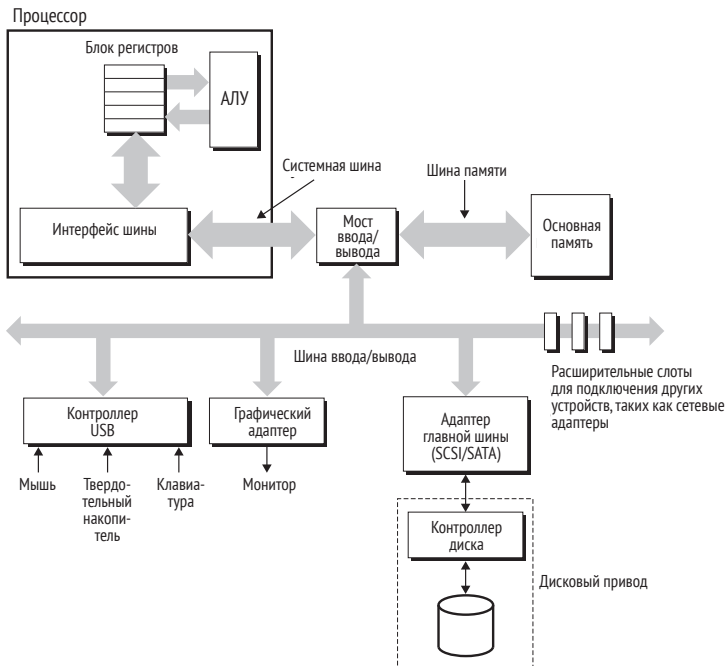 Процессор
Блок регистров
АЛУ
Системная шина
Шина памяти
Интерфейс шины
Мост
ввода/
вывода
Основная
память
Шина ввода/вывода
Расширительные слоты
для подключения других
устройств, таких как сетевые
адаптеры
Контроллер
USB
Графический
адаптер
Адаптер
главной шины
(SCSI/SATA)
Мышь
Твердо-
тельный
накопи-
тель
Клавиа-
тура
Монитор
Контроллер
диска
Дисковый привод